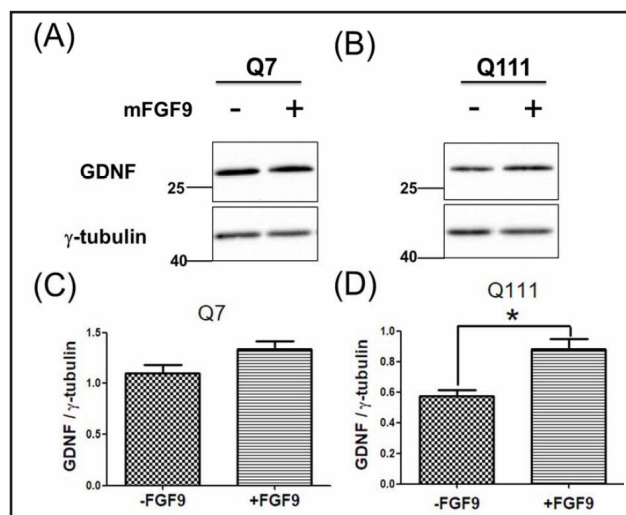 (A)
Q7
mFGF9 - +
GDNF
25
γ-tubulin
40
(B)
Q111
- +
25
40
(C)
Q7
GDNF / γ-tubulin
1.5
1.0
0.5
0.0
-FGF9 +FGF9
(D)
Q111
*
GDNF / γ-tubulin
1.0
0.8
0.6
0.4
0.2
0.0
-FGF9 +FGF9